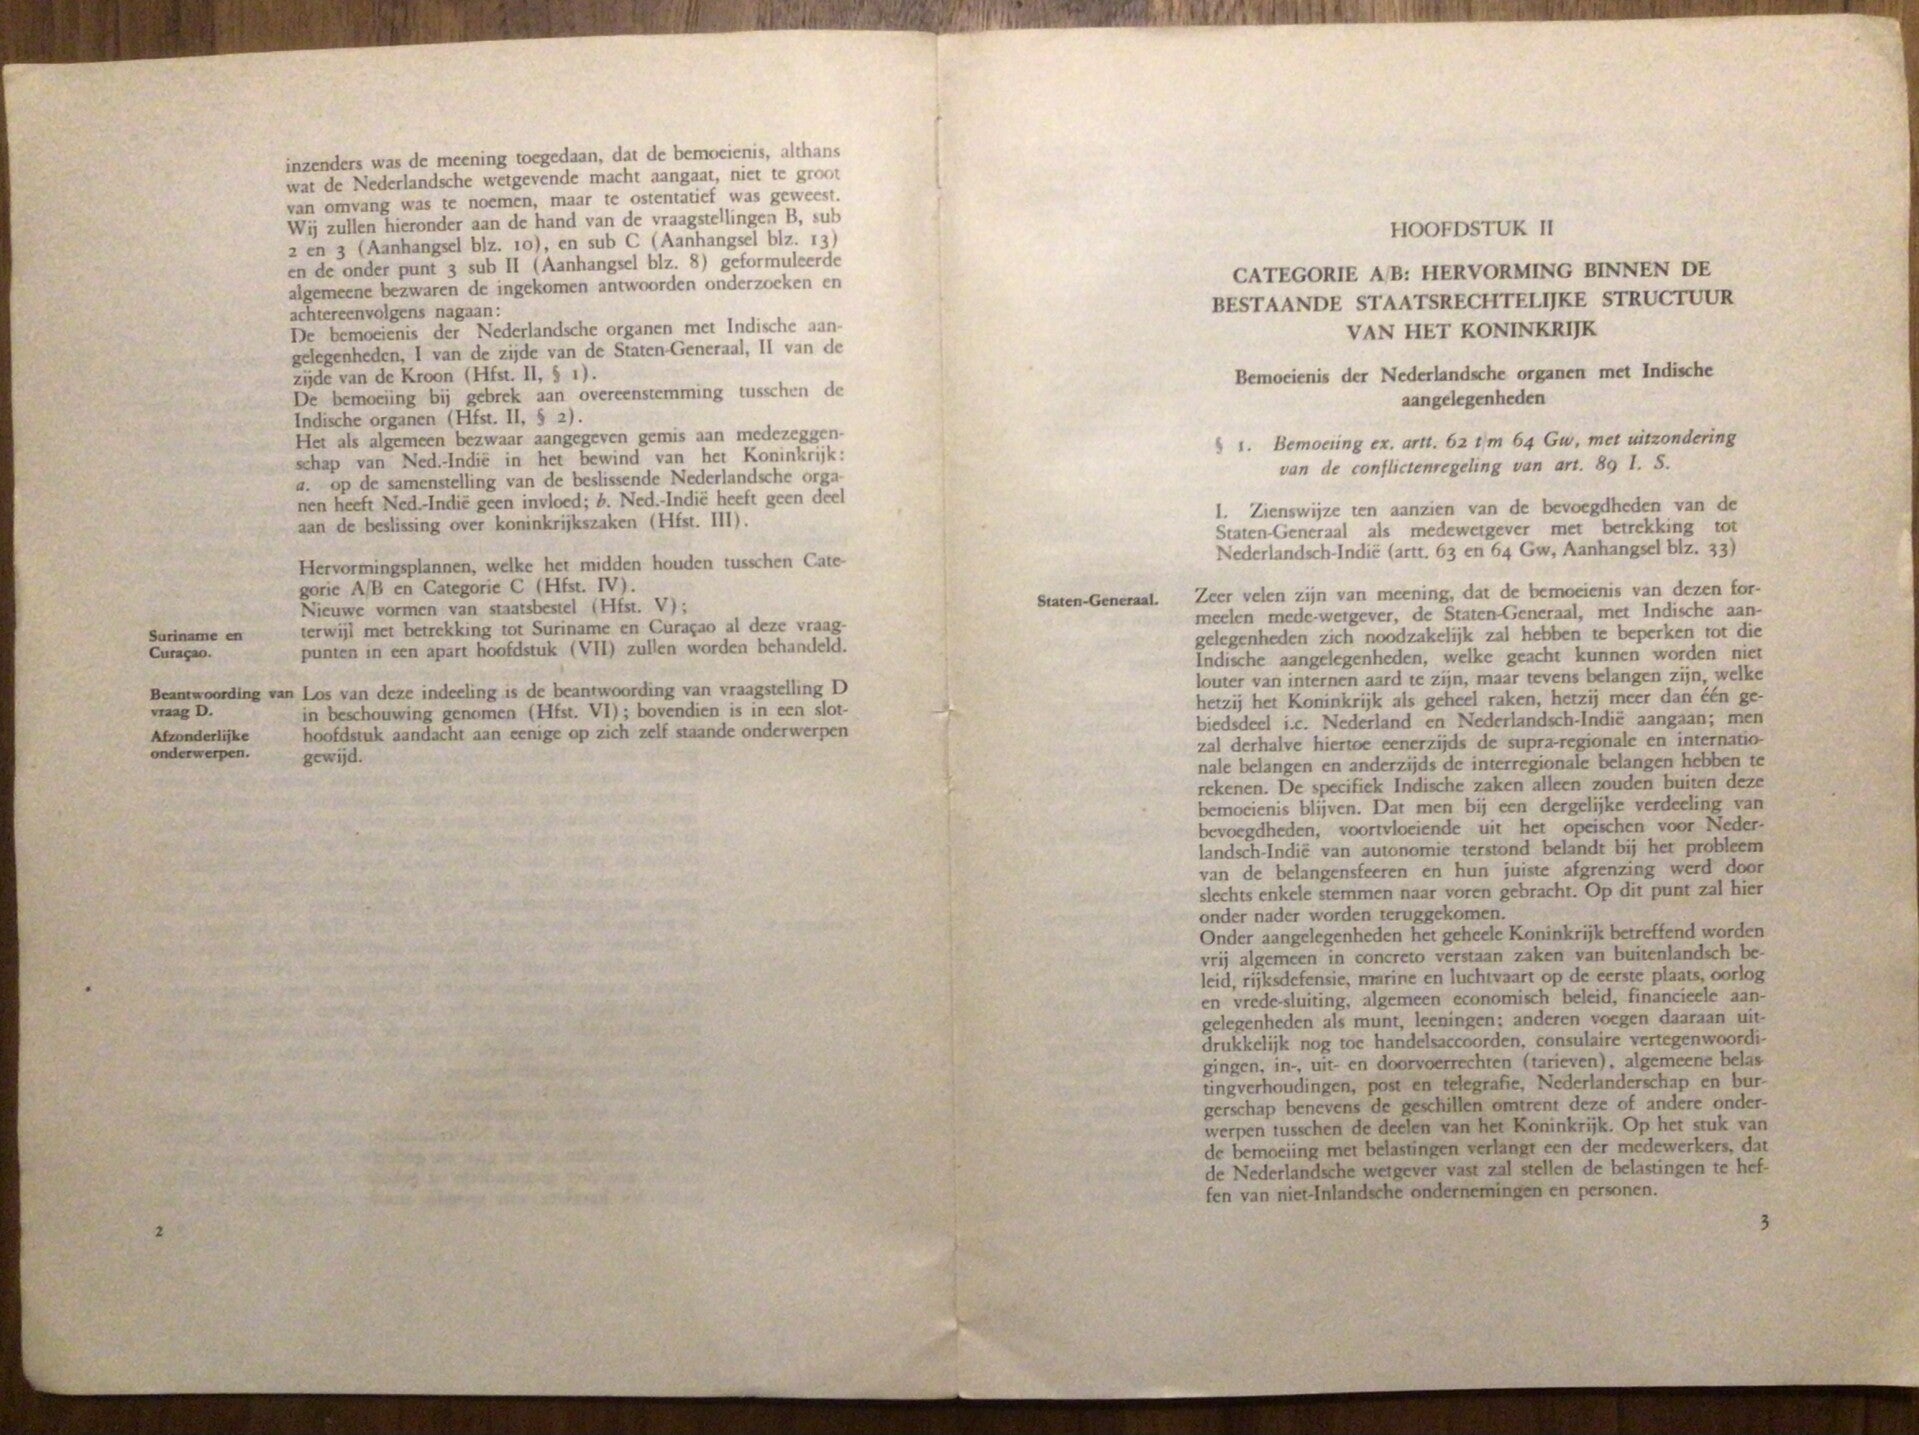 inzenders was de meening toegedaan, dat de bemoeienis, althans
wat de Nederlandsche wetgevende macht aangaat, niet te groot
van omvang was te noemen, maar te ostentatief was geweest.
Wij zullen hieronder aan de hand van de vraagstellingen B, sub
2 en 3 (Aanhangsel blz. 10), en sub C (Aanhangsel blz. 13)
en de onder punt 3 sub II (Aanhangsel blz. 8) geformuleerde
algemeene bezwaren de ingekomen antwoorden onderzoeken en
achtereenvolgens nagaan:
De bemoeienis der Nederlandsche organen met Indische aan-
gelegenheden, I van de zijde van de Staten-Generaal, II van de
zijde van de Kroon (Hfst. II, § 1).
De bemoeiing bij gebrek aan overeenstemming tusschen de
Indische organen (Hfst. II, § 2).
Het als algemeen bezwaar aangegeven gemis aan medezeggen-
schap van Ned.-Indië in het bewind van het Koninkrijk:
a. op de samenstelling van de beslissende Nederlandsche orga-
nen heeft Ned.-Indië geen invloed; b. Ned.-Indië heeft geen deel
aan de beslissing over koninkrijkszaken (Hfst. III).
Hervormingsplannen, welke het midden houden tusschen Cate-
gorie A/B en Categorie C (Hfst. IV).
Nieuwe vormen van staatsbestel (Hfst. V);
Suriname en
Curaçao.
terwijl met betrekking tot Suriname en Curaçao al deze vraag-
punten in een apart hoofdstuk (VII) zullen worden behandeld.
Beantwoording van
vraag D.
Afzonderlijke
onderwerpen.
Los van deze indeeling is de beantwoording van vraagstelling D
in beschouwing genomen (Hfst. VI); bovendien is in een slot-
hoofdstuk aandacht aan eenige op zich zelf staande onderwerpen
gewijd.
2
HOOFDSTUK II
CATEGORIE A/B: HERVORMING BINNEN DE
BESTAANDE STAATSRECHTELIJKE STRUCTUUR
VAN HET KONINKRIJK
Bemoeienis der Nederlandsche organen met Indische
aangelegenheden
§ 1. Bemoeiing ex. artt. 62 t/m 64 Gw, met uitzondering
van de conflictenregeling van art. 89 I. S.
I. Zienswijze ten aanzien van de bevoegdheden van de
Staten-Generaal als medewetgever met betrekking tot
Nederlandsch-Indië (artt. 63 en 64 Gw, Aanhangsel blz. 33)
Staten-Generaal.
Zeer velen zijn van meening, dat de bemoeienis van dezen for-
meelen mede-wetgever, de Staten-Generaal, met Indische aan-
gelegenheden zich noodzakelijk zal hebben te beperken tot die
Indische aangelegenheden, welke geacht kunnen worden niet
louter van internen aard te zijn, maar tevens belangen zijn, welke
hetzij het Koninkrijk als geheel raken, hetzij meer dan één ge-
biedsdeel i.c. Nederland en Nederlandsch-Indië aangaan; men
zal derhalve hiertoe eenerzijds de supra-regionale en internatio-
nale belangen en anderzijds de interregionale belangen hebben te
rekenen. De specifiek Indische zaken alleen zouden buiten deze
bemoeienis blijven. Dat men bij een dergelijke verdeeling van
bevoegdheden, voortvloeiende uit het opeischen voor Neder-
landsch-Indië van autonomie terstond belandt bij het probleem
van de belangensfeeren en hun juiste afgrenzing werd door
slechts enkele stemmen naar voren gebracht. Op dit punt zal hier
onder nader worden teruggekomen.
Onder aangelegenheden het geheele Koninkrijk betreffend worden
vrij algemeen in concreto verstaan zaken van buitenlandsch be-
leid, rijksdefensie, marine en luchtvaart op de eerste plaats, oorlog
en vrede-sluiting, algemeen economisch beleid, financieele aan-
gelegenheden als munt, leeningen; anderen voegen daaraan uit-
drukkelijk nog toe handelsaccoorden, consulaire vertegenwoordi-
gingen, in-, uit- en doorvoerrechten (tarieven), algemeene belas-
tingverhoudingen, post en telegrafie, Nederlanderschap en bur-
gerschap benevens de geschillen omtrent deze of andere onder-
werpen tusschen de deelen van het Koninkrijk. Op het stuk van
de bemoeiing met belastingen verlangt een der medewerkers, dat
de Nederlandsche wetgever vast zal stellen de belastingen te hef-
fen van niet-Inlandsche ondernemingen en personen.
3